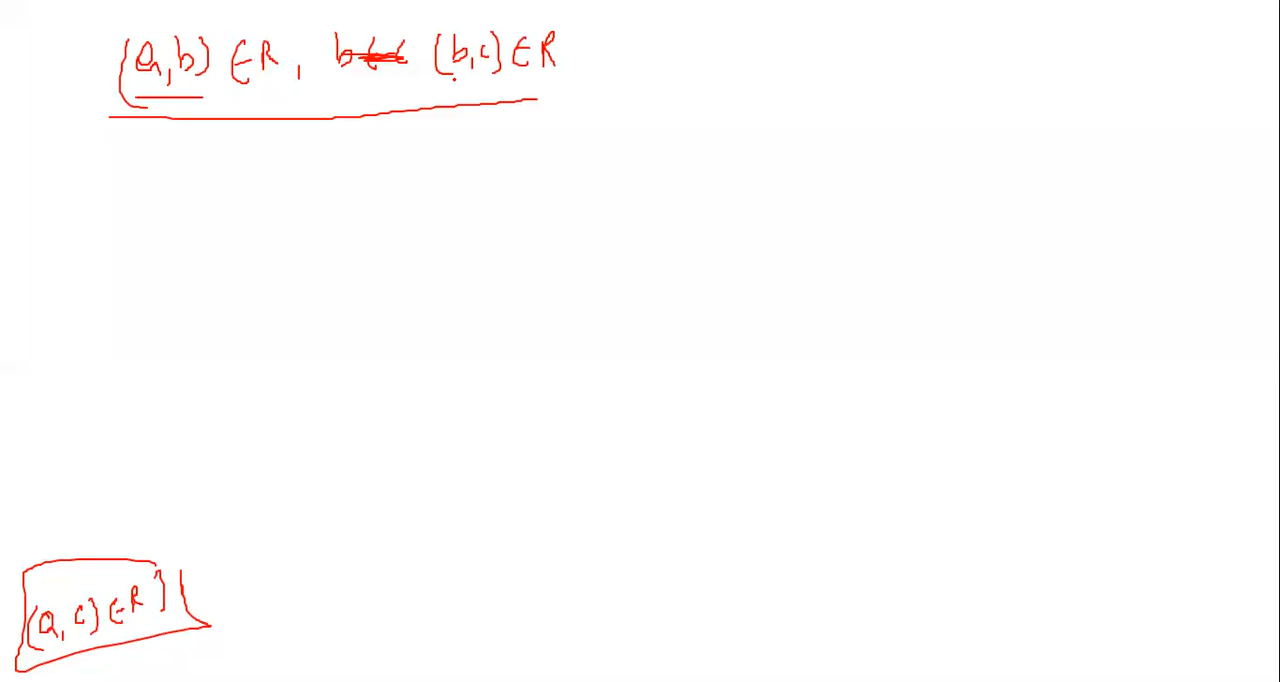 (a,b) ∈ R, (b,c) ∈ R
(a,c) ∈ R